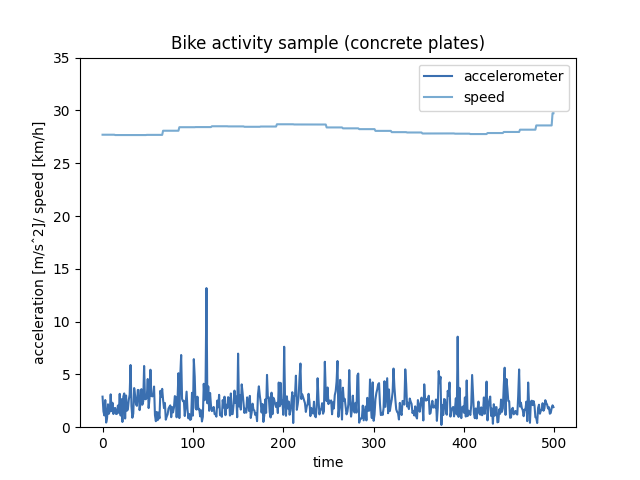 Bike activity sample (concrete plates)
accelerometer
speed
acceleration [m/sˆ2]/ speed [km/h]
35
30
25
20
15
10
5
0
0 100 200 300 400 500
time